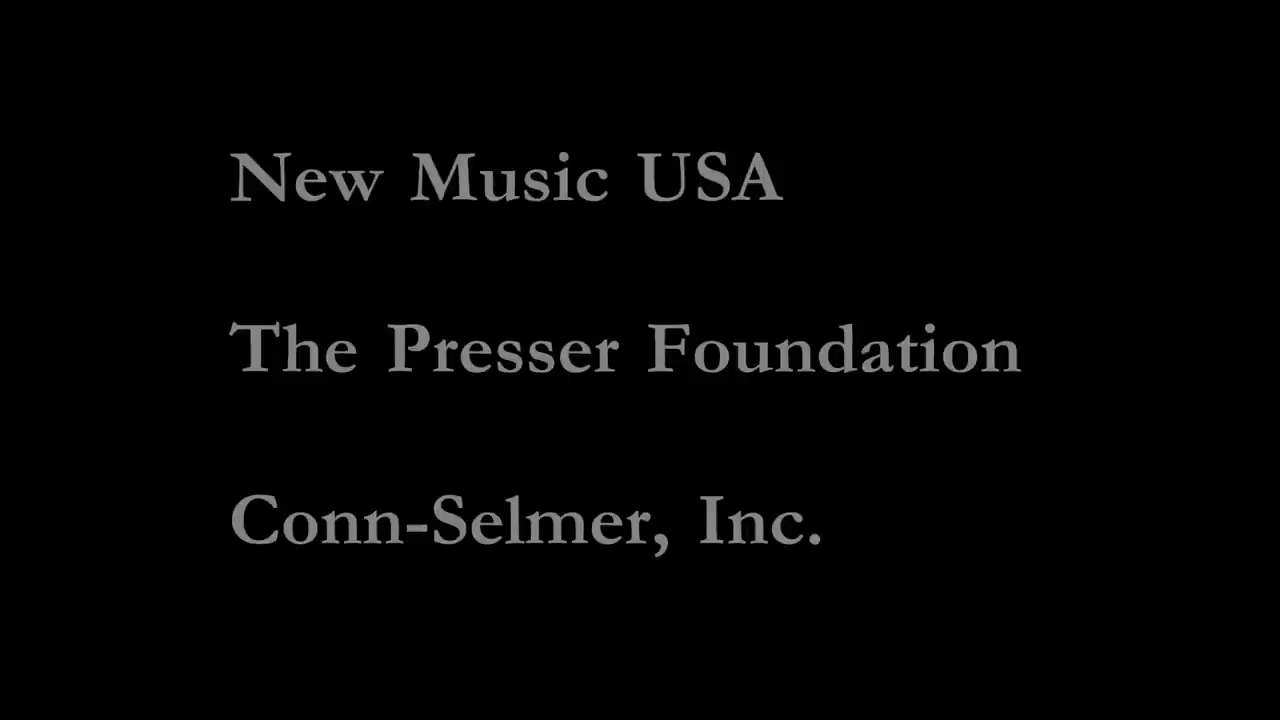 New Music USA
The Presser Foundation
Conn-Selmer, Inc.